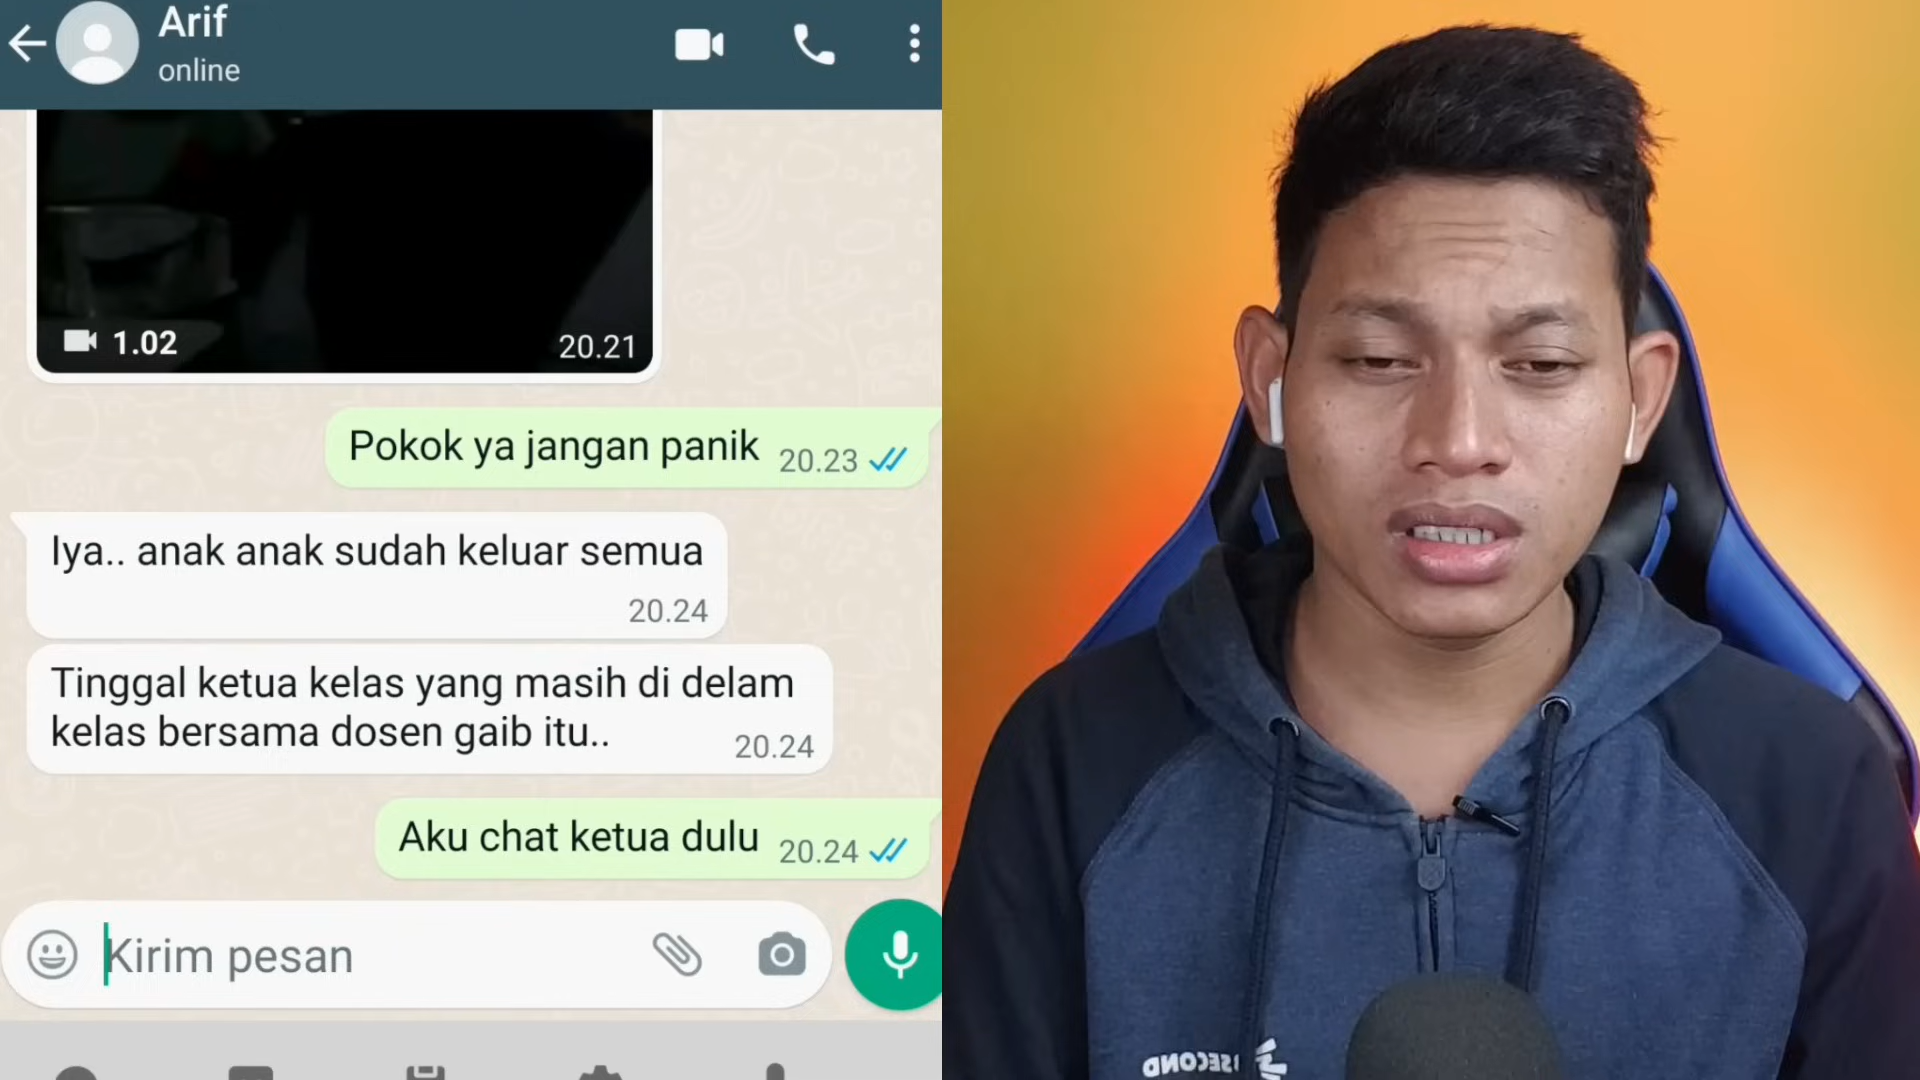 Arif
online
1.02
20.21
Pokok ya jangan panik 20.23
Iya.. anak anak sudah keluar semua
20.24
Tinggal ketua kelas yang masih di delam
kelas bersama dosen gaib itu..
20.24
Aku chat ketua dulu 20.24
Kirim pesan
SECOND